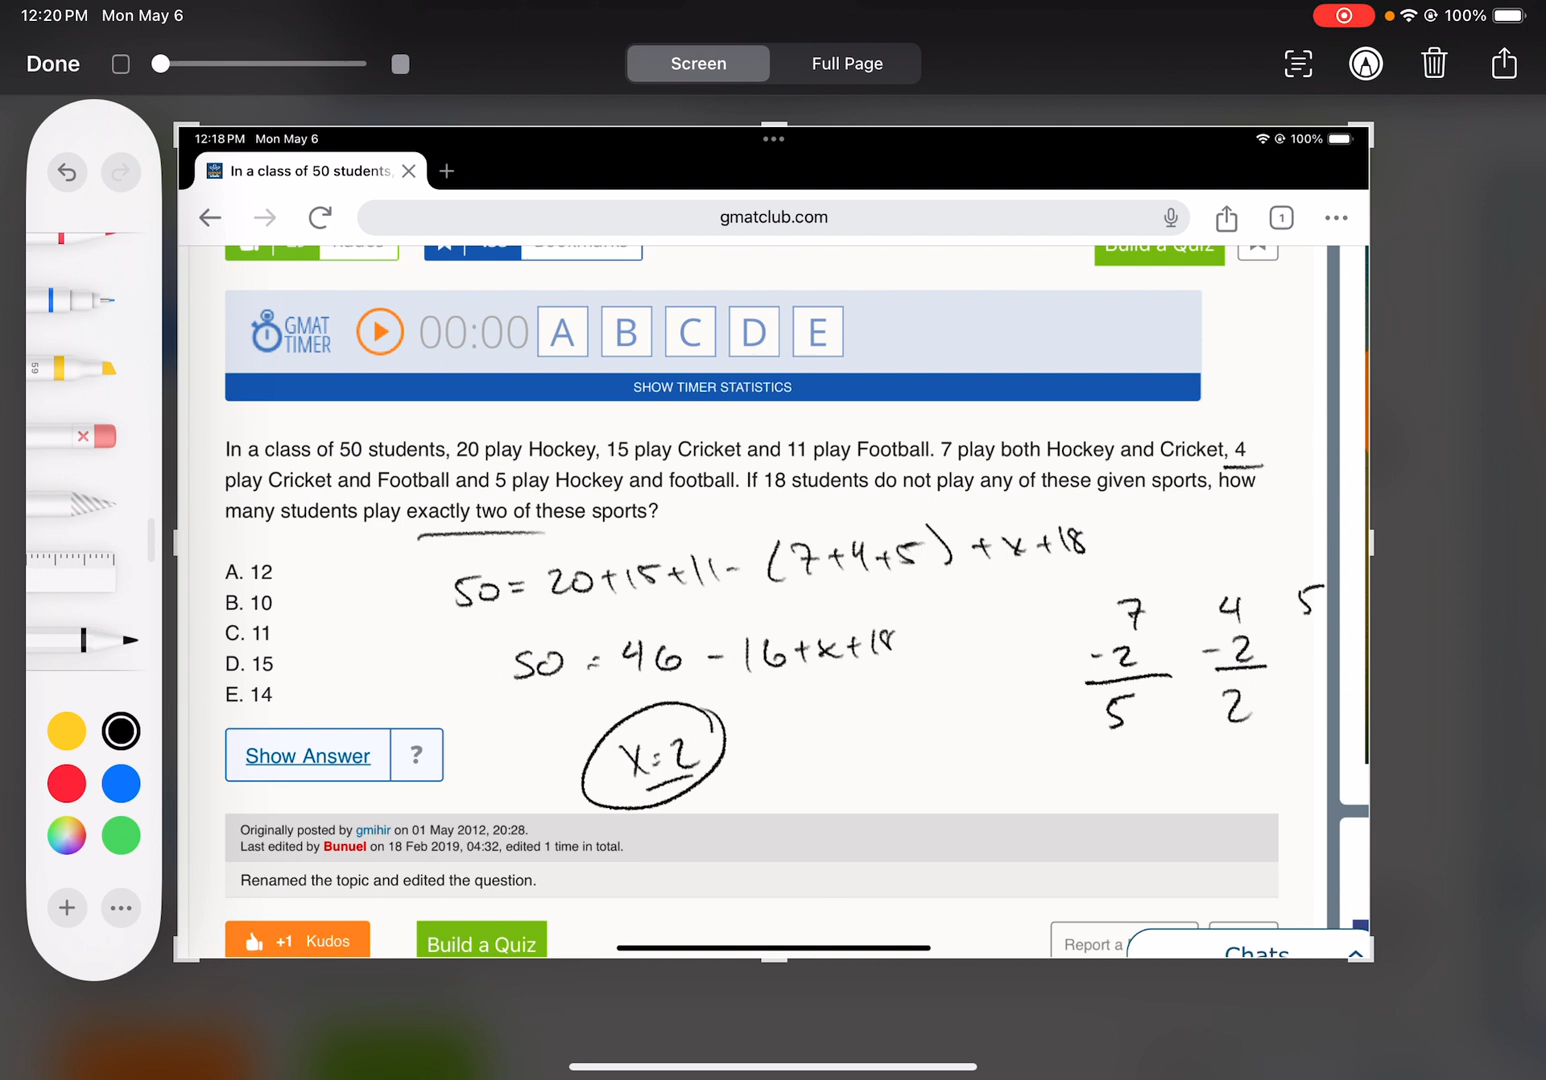 12:20 PM Mon May 6
100%
Done
Screen
Full Page
12:18 PM Mon May 6
100%
In a class of 50 students,
gmatclub.com
1
Kudos
Bookmarks
Build a Quiz
GMAT
TIMER
00:00
A
B
C
D
E
SHOW TIMER STATISTICS
In a class of 50 students, 20 play Hockey, 15 play Cricket and 11 play Football. 7 play both Hockey and Cricket, 4
play Cricket and Football and 5 play Hockey and football. If 18 students do not play any of these given sports, how
many students play exactly two of these sports?
50 = 20+15+11- (7+4+5) + x +18
A. 12
B. 10
C. 11
D. 15
E. 14
50 = 46 - 16+x+18
x=2
7 4 5
-2 -2
5 2
Show Answer
?
Originally posted by gmihir on 01 May 2012, 20:28.
Last edited by Bunuel on 18 Feb 2019, 04:32, edited 1 time in total.
Renamed the topic and edited the question.
+1 Kudos
Build a Quiz
Report a
Chats
59